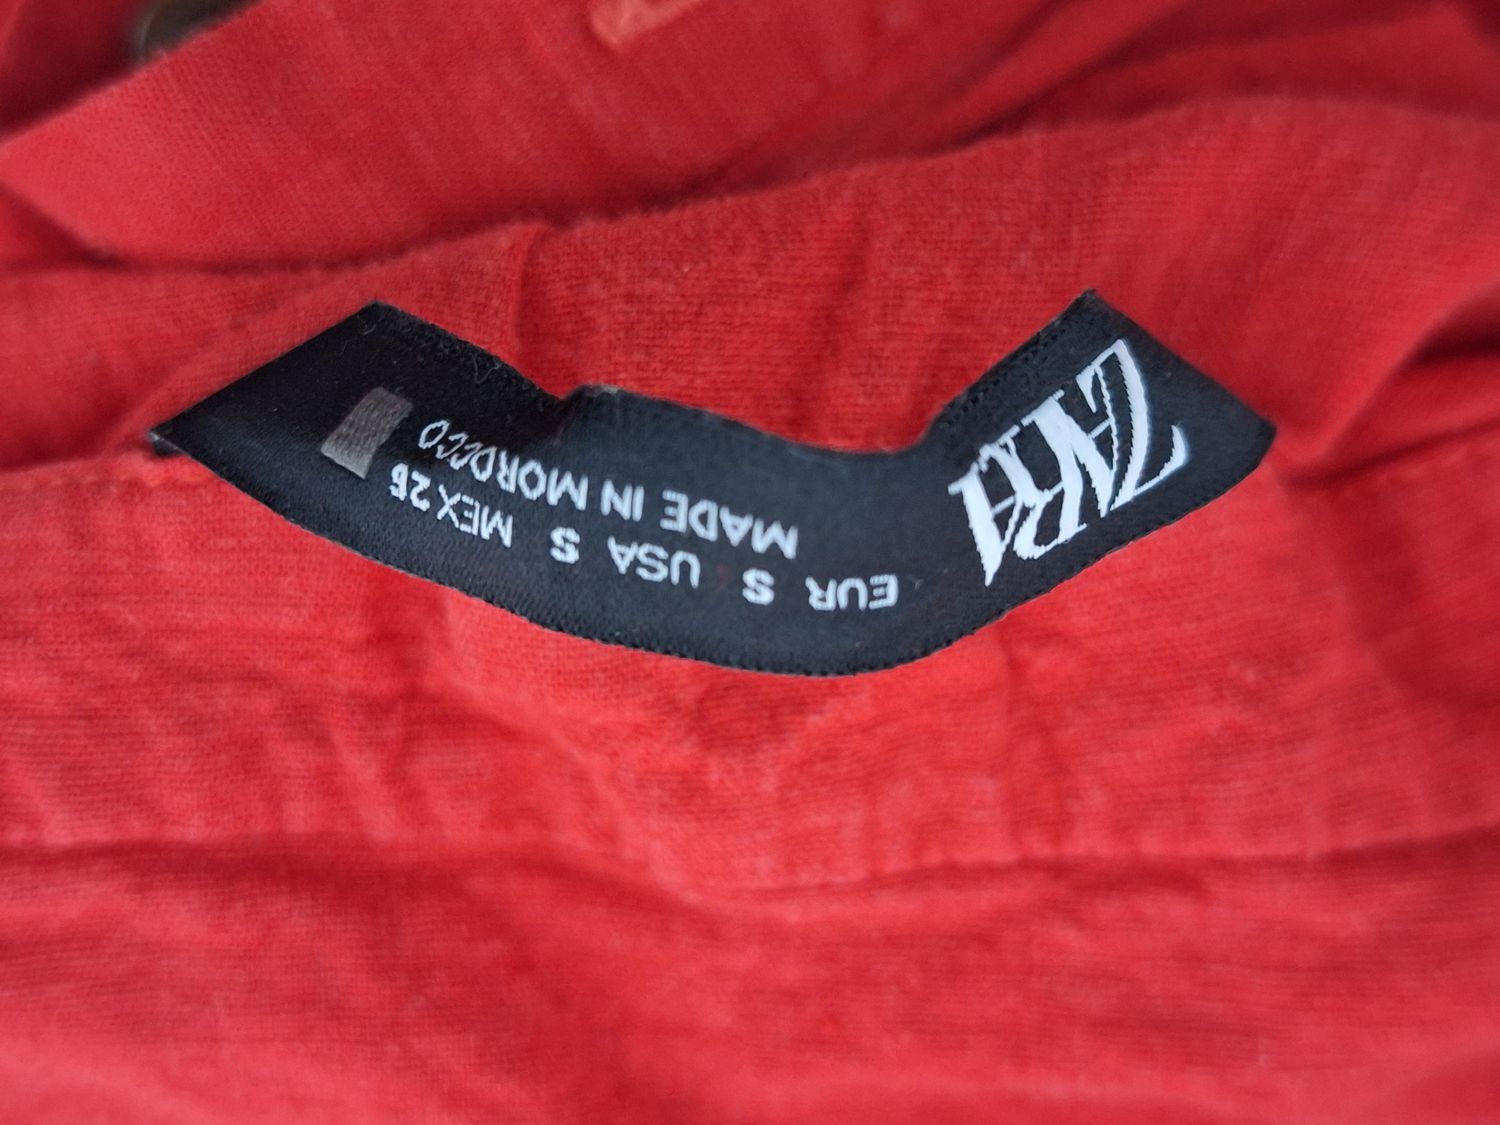 ZARA
EUR S USA S MEX 26
MADE IN MOROCCO